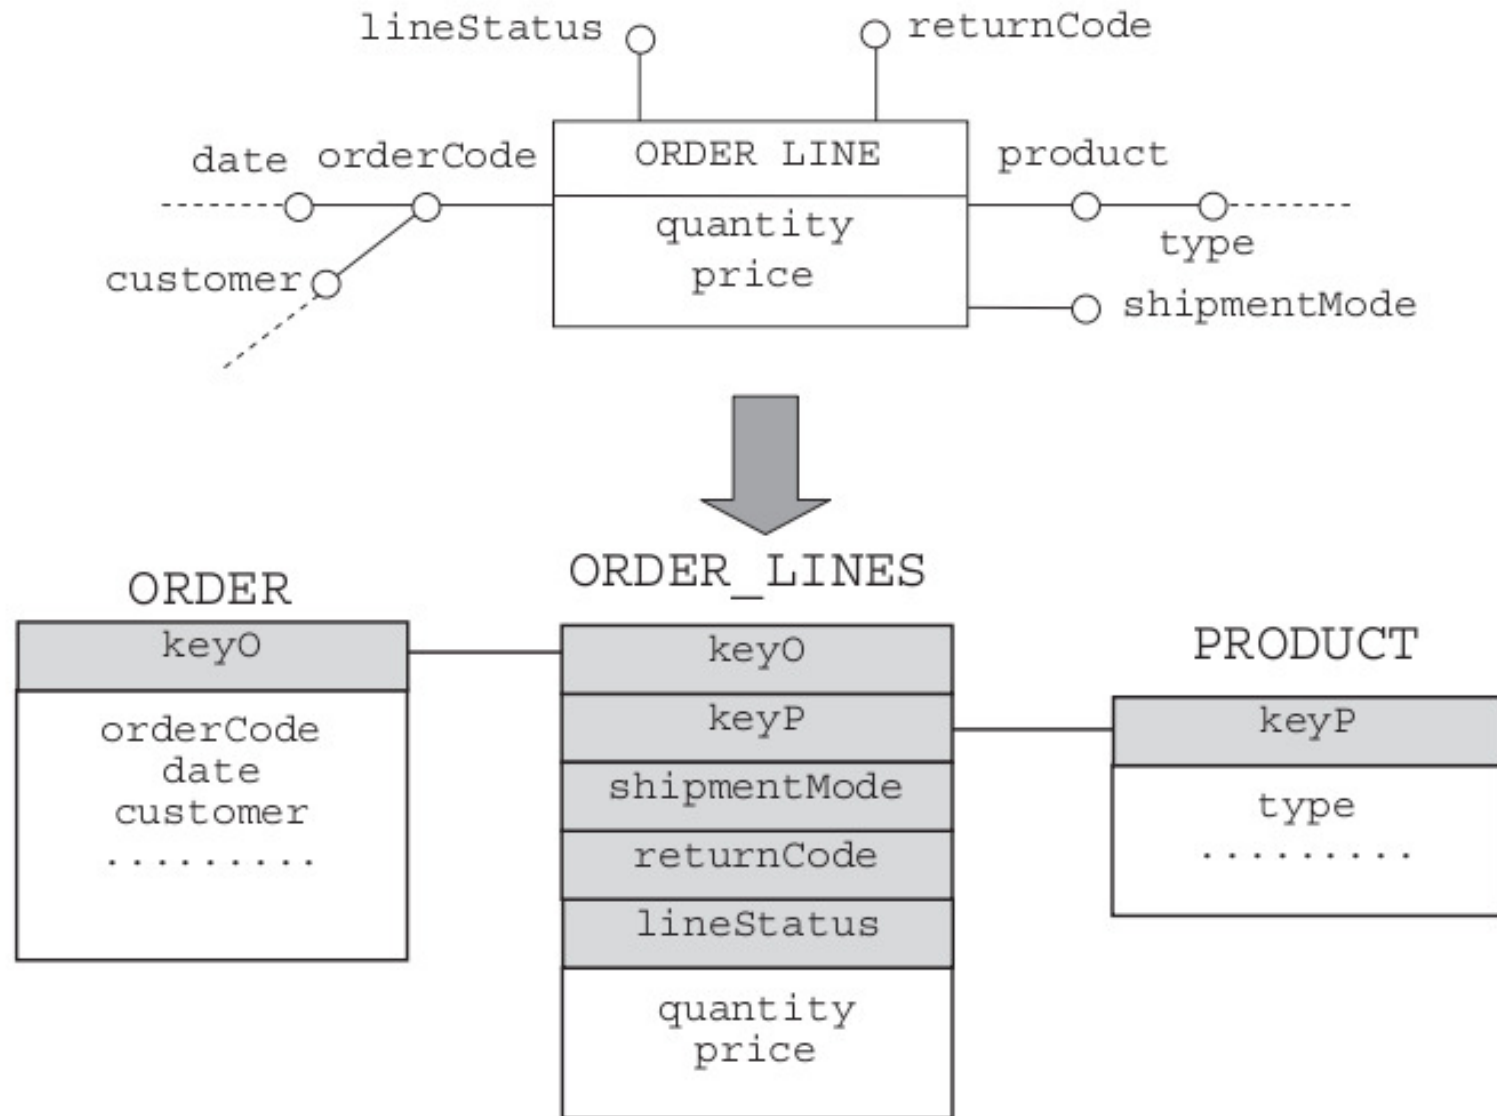 lineStatus
returnCode
date
orderCode
ORDER LINE
product
quantity
price
type
customer
shipmentMode
ORDER
ORDER_LINES
PRODUCT
keyO
orderCode
date
customer
.........
keyO
keyP
shipmentMode
returnCode
lineStatus
quantity
price
keyP
type
.........